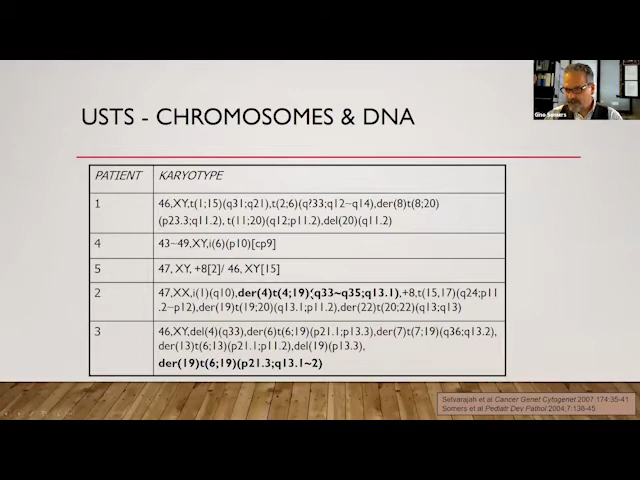 Gino Somers
USTS - CHROMOSOMES & DNA
PATIENT KARYOTYPE
1 46,XY,t(1;15)(q31;q21),t(2;6)(q?33;q12~q14),der(8)t(8;20)
(p23.3;q11.2), t(11;20)(q12;p11.2),del(20)(q11.2)
4 43~49,XY,i(6)(p10)[cp9]
5 47, XY, +8[2]/ 46, XY[15]
2 47,XX,i(1)(q10),der(4)t(4;19)(q33~q35;q13.1),+8,t(15,17)(q24;p11
.2~p12),der(19)t(19;20)(q13.1;p11.2),der(22)t(20;22)(q13;q13)
3 46,XY,del(4)(q33),der(6)t(6;19)(p21.1;p13.3),der(7)t(7;19)(q36;q13.2),
der(13)t(6;13)(p21.1;p11.2),del(19)(p13.3),
der(19)t(6;19)(p21.3;q13.1~2)
Selvarajah et al Cancer Genet Cytogenet 2007:174:35-41
Somers et al Pediatr Dev Pathol 2004;7:138-45